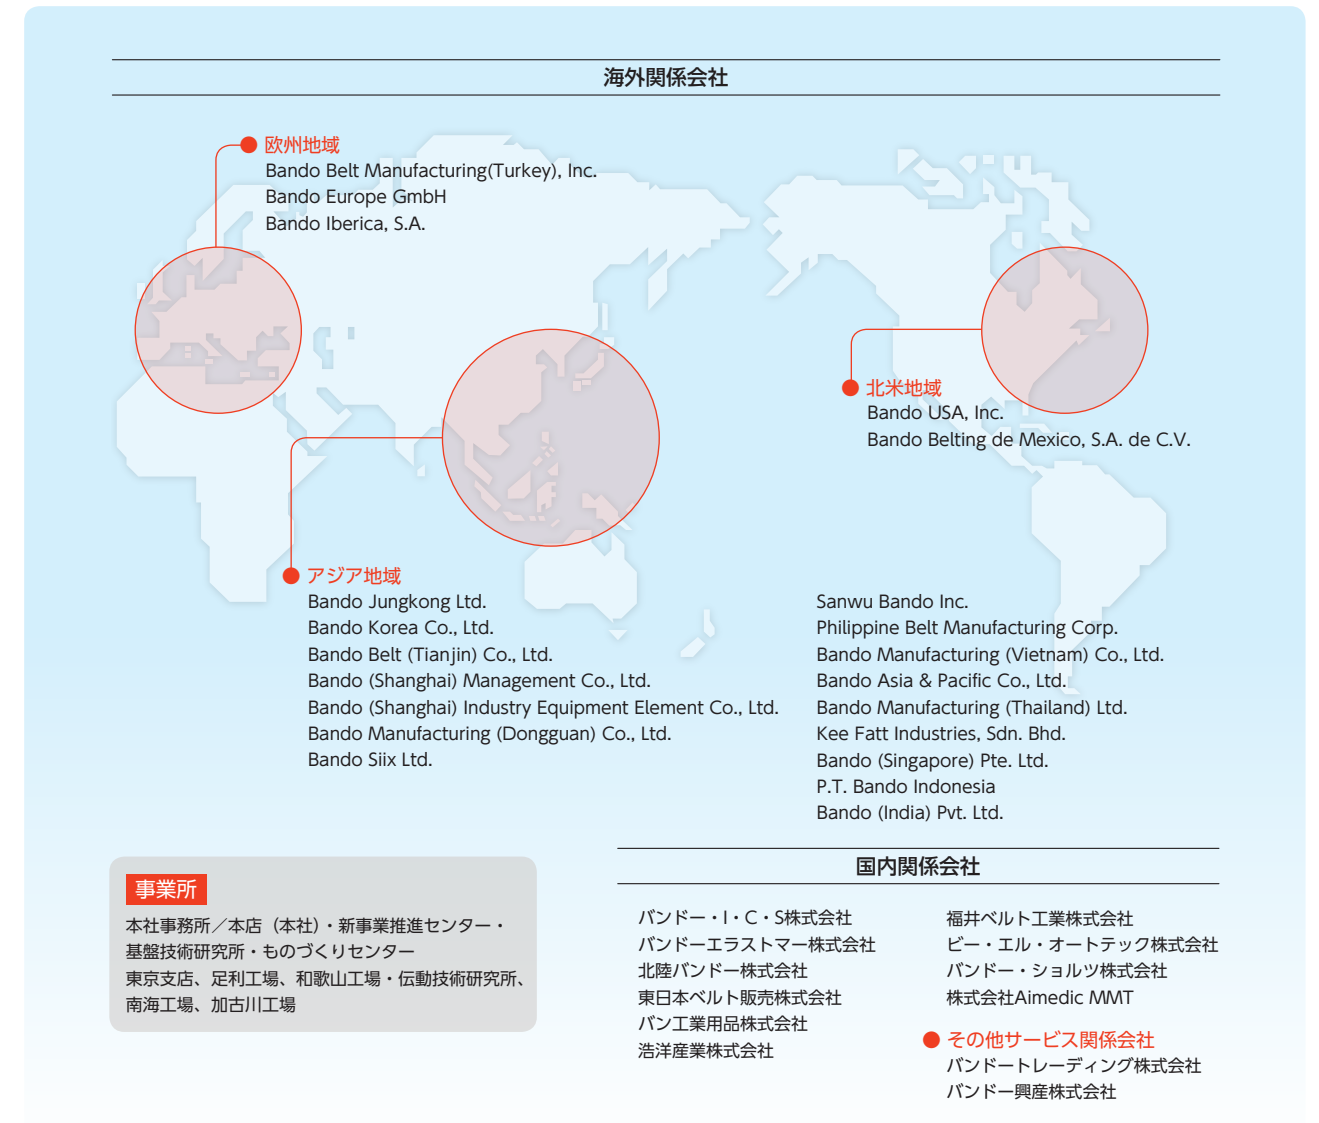 海外関係会社
欧州地域
Bando Belt Manufacturing(Turkey), Inc.
Bando Europe GmbH
Bando Iberica, S.A.
北米地域
Bando USA, Inc.
Bando Belting de Mexico, S.A. de C.V.
アジア地域
Bando Jungkong Ltd.
Bando Korea Co., Ltd.
Bando Belt (Tianjin) Co., Ltd.
Bando (Shanghai) Management Co., Ltd.
Bando (Shanghai) Industry Equipment Element Co., Ltd.
Bando Manufacturing (Dongguan) Co., Ltd.
Bando Siix Ltd.
Sanwu Bando Inc.
Philippine Belt Manufacturing Corp.
Bando Manufacturing (Vietnam) Co., Ltd.
Bando Asia & Pacific Co., Ltd.
Bando Manufacturing (Thailand) Ltd.
Kee Fatt Industries, Sdn. Bhd.
Bando (Singapore) Pte. Ltd.
P.T. Bando Indonesia
Bando (India) Pvt. Ltd.
事業所
本社事務所／本店（本社）・新事業推進センター・
基盤技術研究所・ものづくりセンター
東京支店、足利工場、和歌山工場・伝動技術研究所、
南海工場、加古川工場
国内関係会社
バンドー・I・C・S株式会社
バンドーエラストマー株式会社
北陸バンドー株式会社
東日本ベルト販売株式会社
バン工業用品株式会社
浩洋産業株式会社
福井ベルト工業株式会社
ビー・エル・オートテック株式会社
バンドー・ショルツ株式会社
株式会社Aimedic MMT
その他サービス関係会社
バンドートレーディング株式会社
バンドー興産株式会社